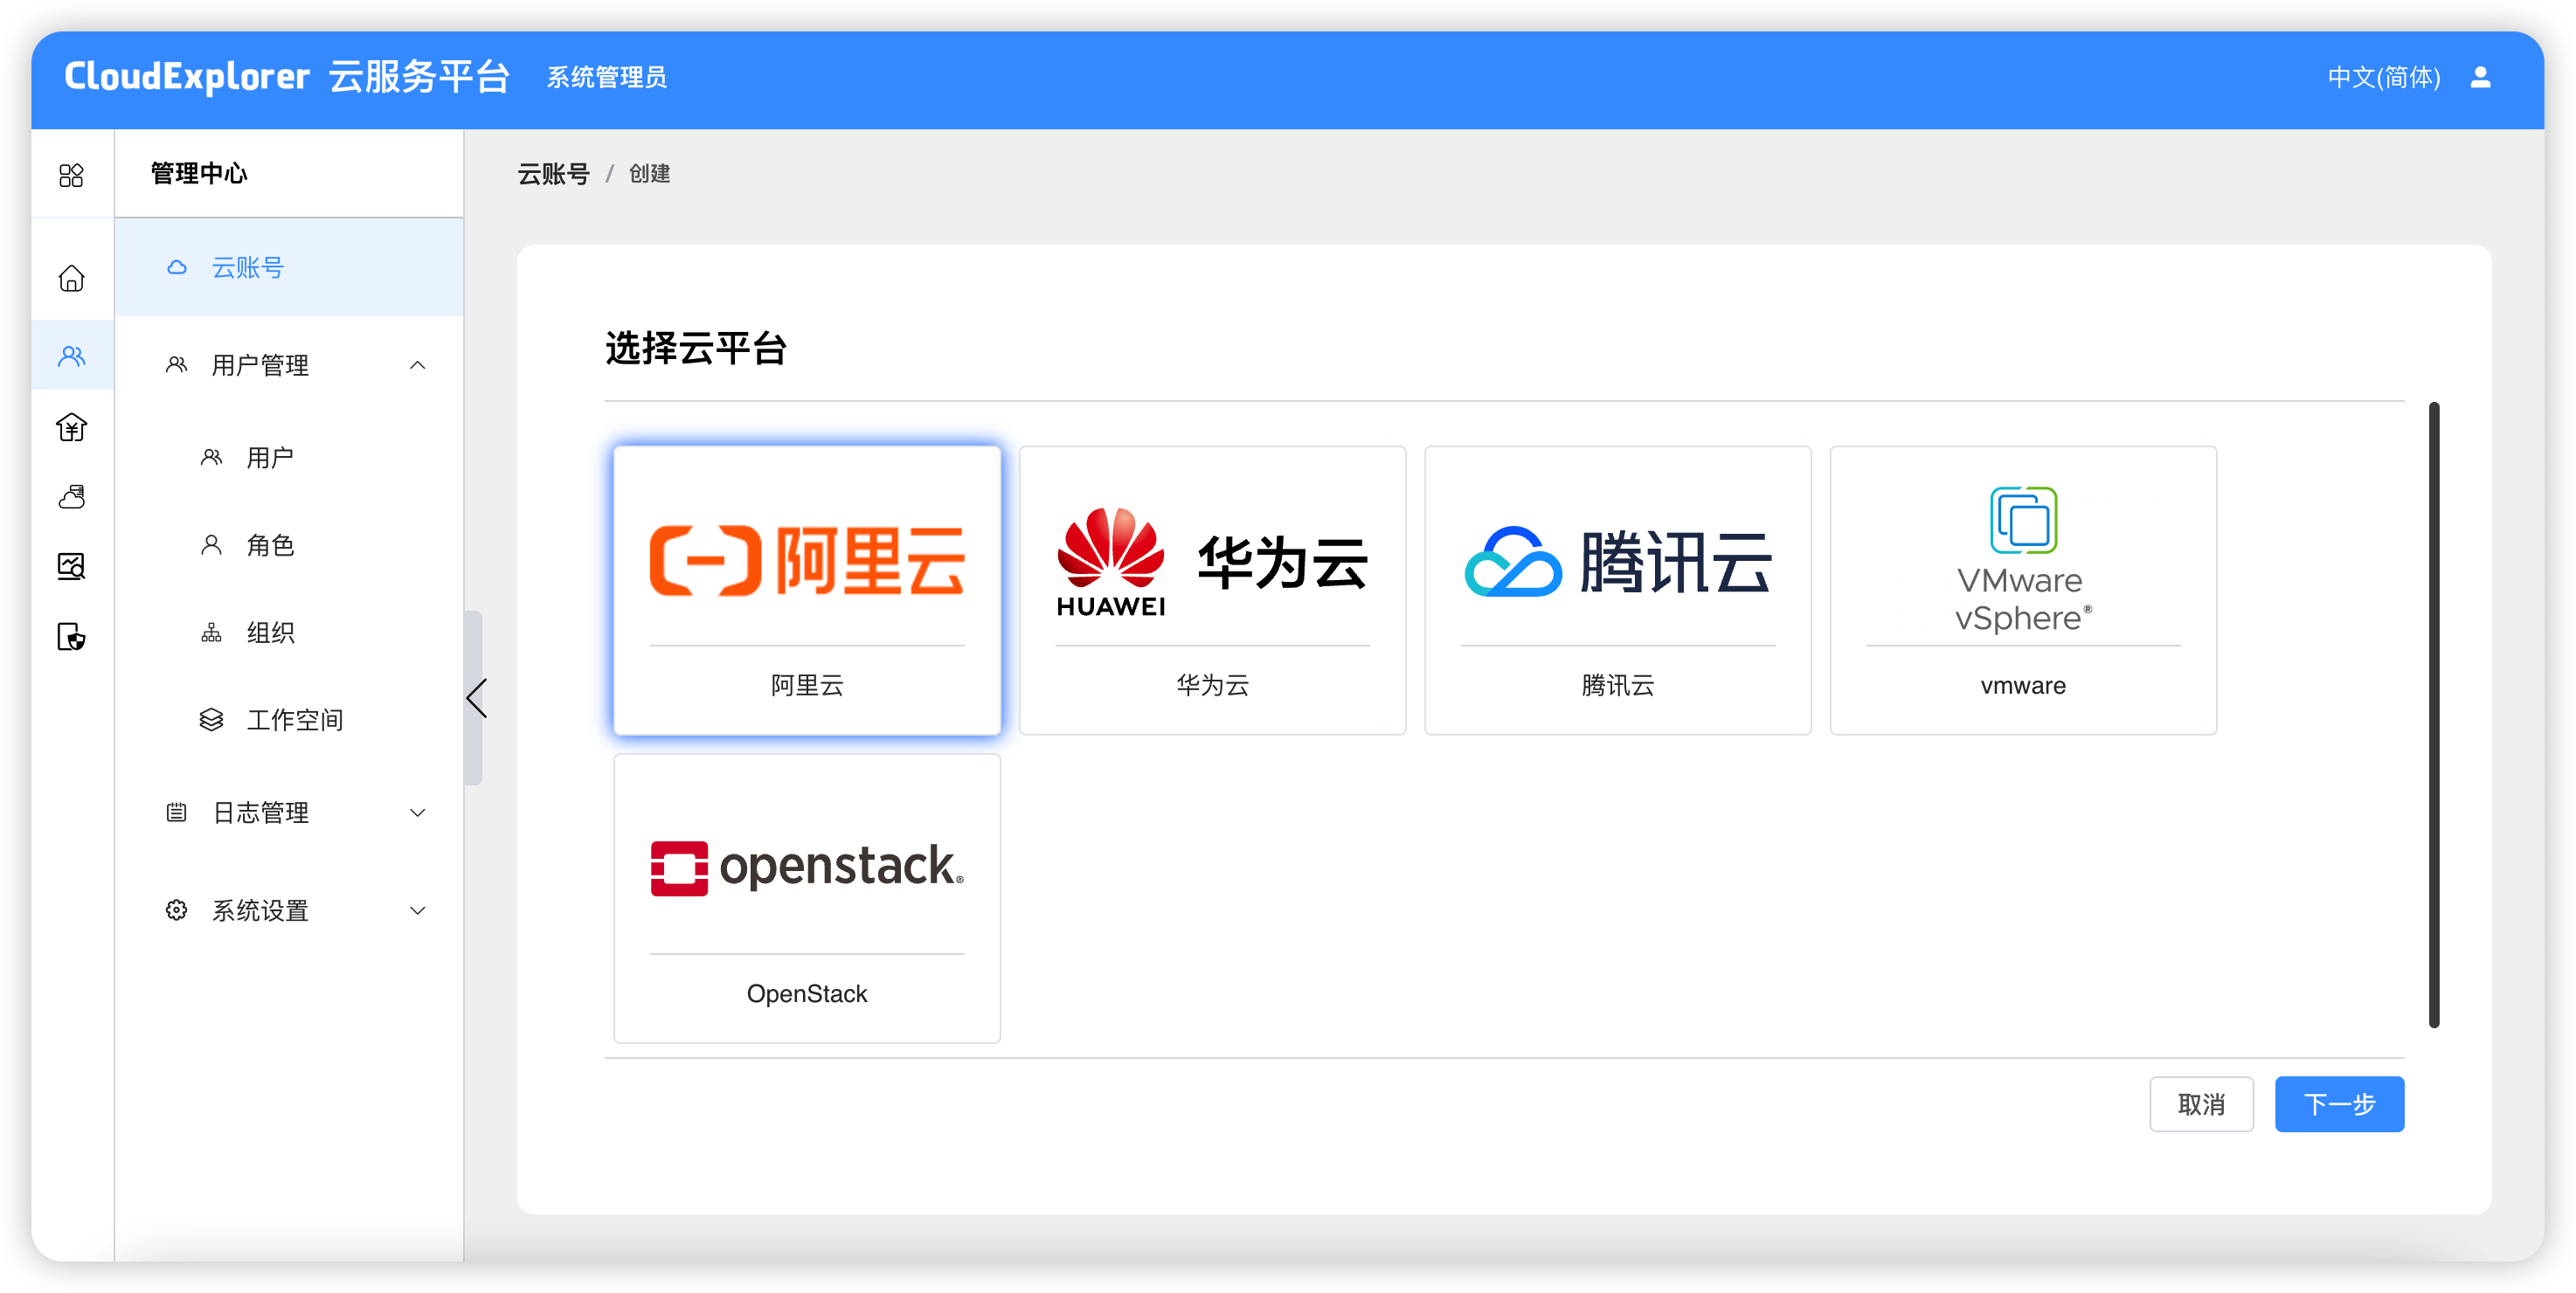 CloudExplorer 云服务平台 系统管理员 中文(简体)
管理中心
云账号
用户管理
用户
角色
组织
工作空间
日志管理
系统设置
云账号 / 创建
选择云平台
阿里云
阿里云
HUAWEI 华为云
华为云
腾讯云
腾讯云
VMware
vSphere®
vmware
openstack®
OpenStack
取消 下一步